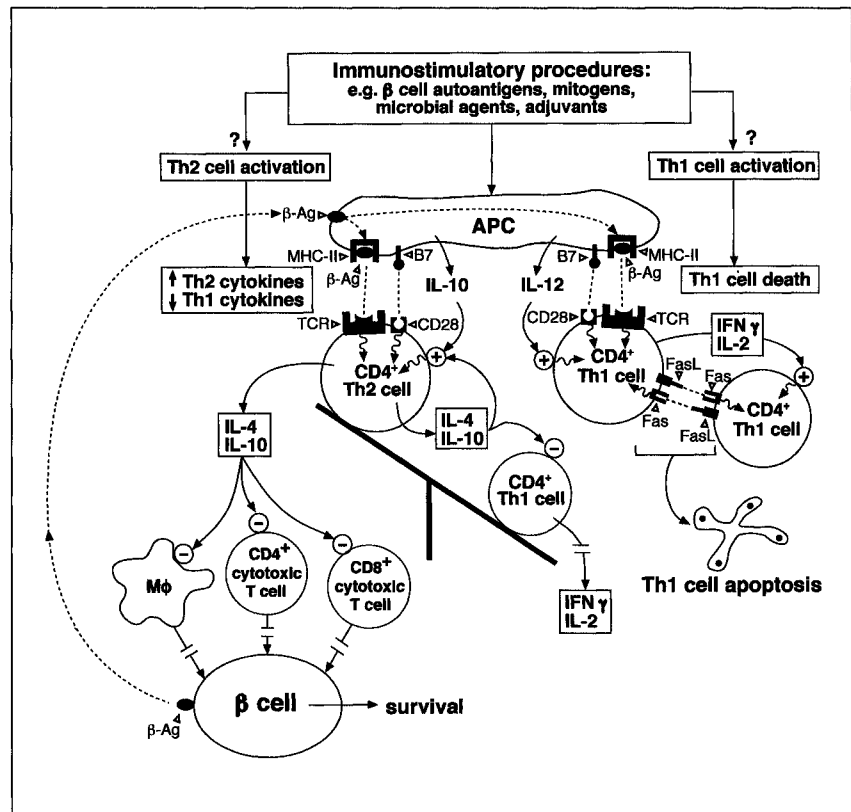 Immunostimulatory procedures:
e.g. β cell autoantigens, mitogens,
microbial agents, adjuvants
?
?
Th2 cell activation
Th1 cell activation
β-Ag
APC
MHC-II
B7
B7
MHC-II
β-Ag
β-Ag
↑ Th2 cytokines
↓ Th1 cytokines
IL-10
IL-12
Th1 cell death
TCR
CD28
CD28
TCR
IFN γ
IL-2
+
+
+
CD4+
Th2 cell
CD4+
Th1 cell
FasL
Fas
CD4+
Th1 cell
Fas
FasL
IL-4
IL-10
IL-4
IL-10
−
CD4+
Th1 cell
−
−
−
Mϕ
CD4+
cytotoxic
T cell
CD8+
cytotoxic
T cell
Th1 cell apoptosis
IFN γ
IL-2
β cell
survival
β-Ag